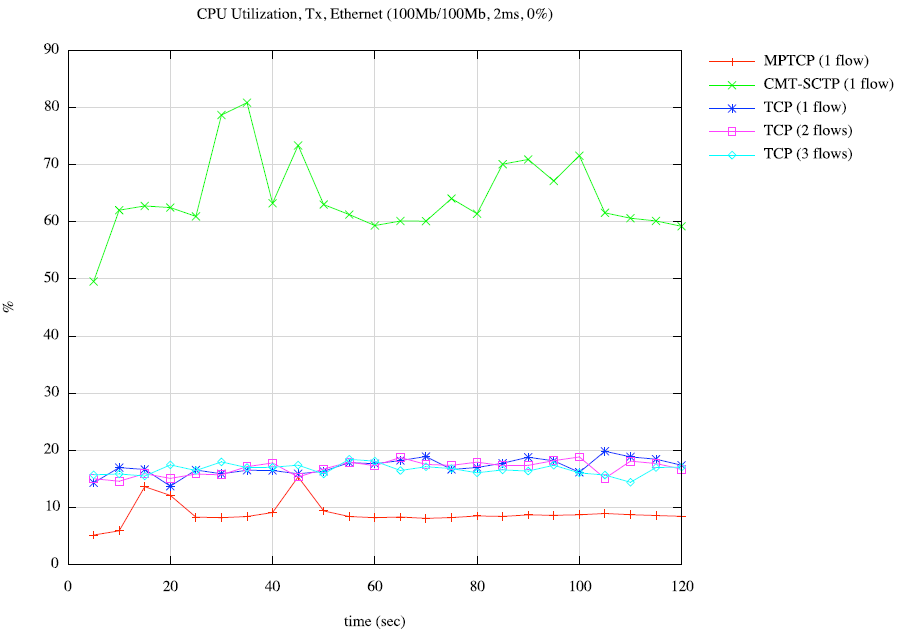 CPU Utilization, Tx, Ethernet (100Mb/100Mb, 2ms, 0%)
MPTCP (1 flow)
CMT-SCTP (1 flow)
TCP (1 flow)
TCP (2 flows)
TCP (3 flows)
90
80
70
60
50
40
30
20
10
0
%
0 20 40 60 80 100 120
time (sec)